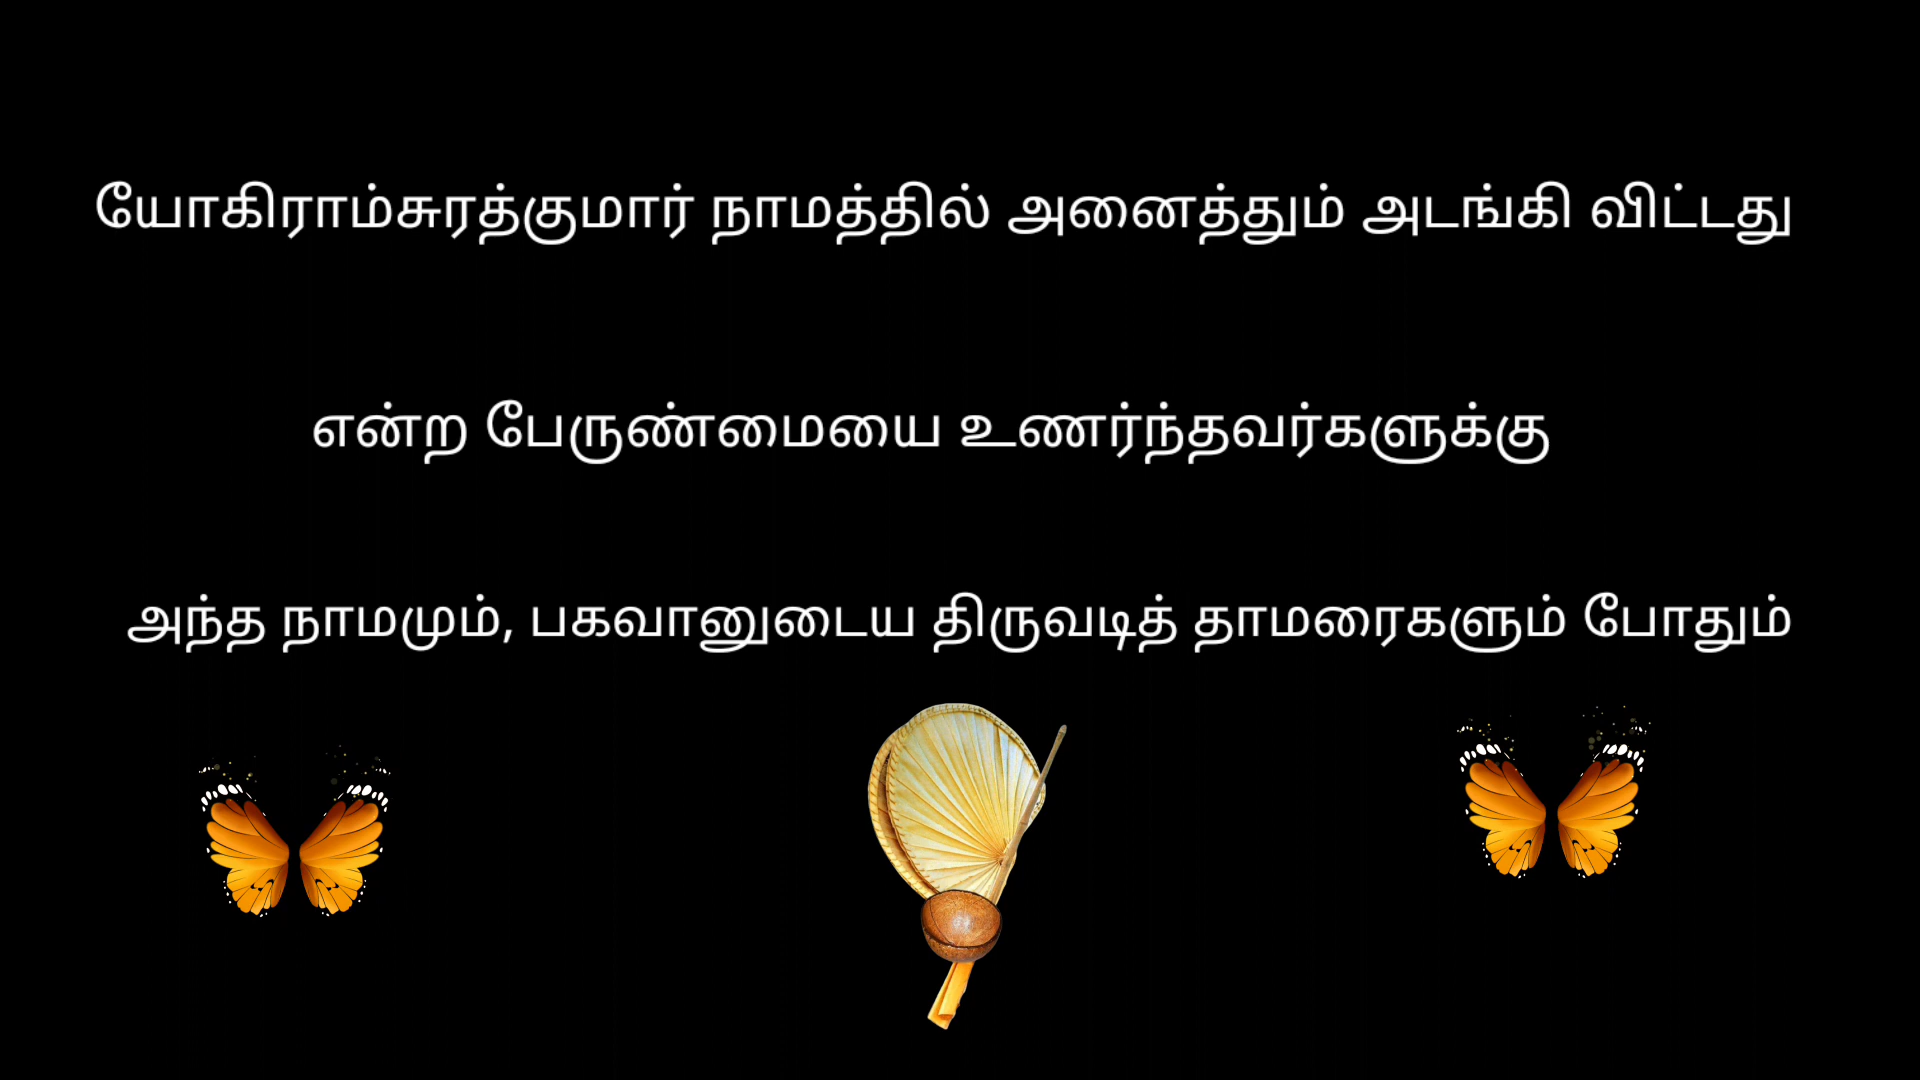 யோகிராம்சுரத்குமார் நாமத்தில் அனைத்தும் அடங்கி விட்டது
என்ற பேருண்மையை உணர்ந்தவர்களுக்கு
அந்த நாமமும், பகவானுடைய திருவடித் தாமரைகளும் போதும்